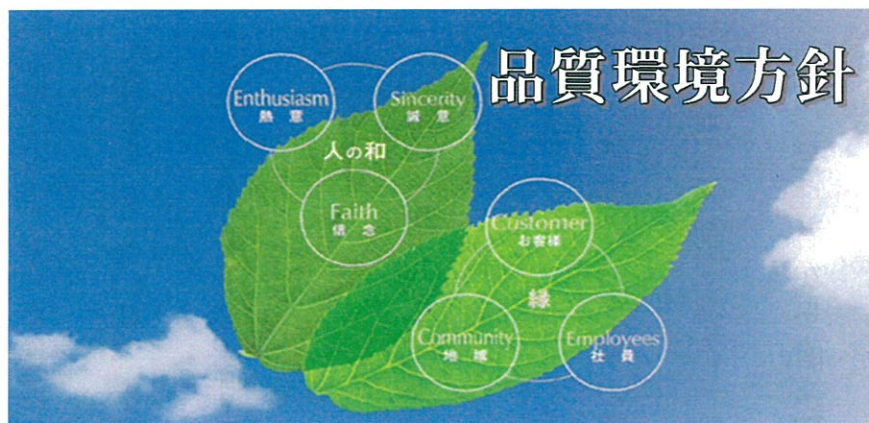 品質環境方針
Enthusiasm
熱意
Sincerity
誠意
人の和
Faith
信念
Customer
お客様
縁
Community
地域
Employees
社員